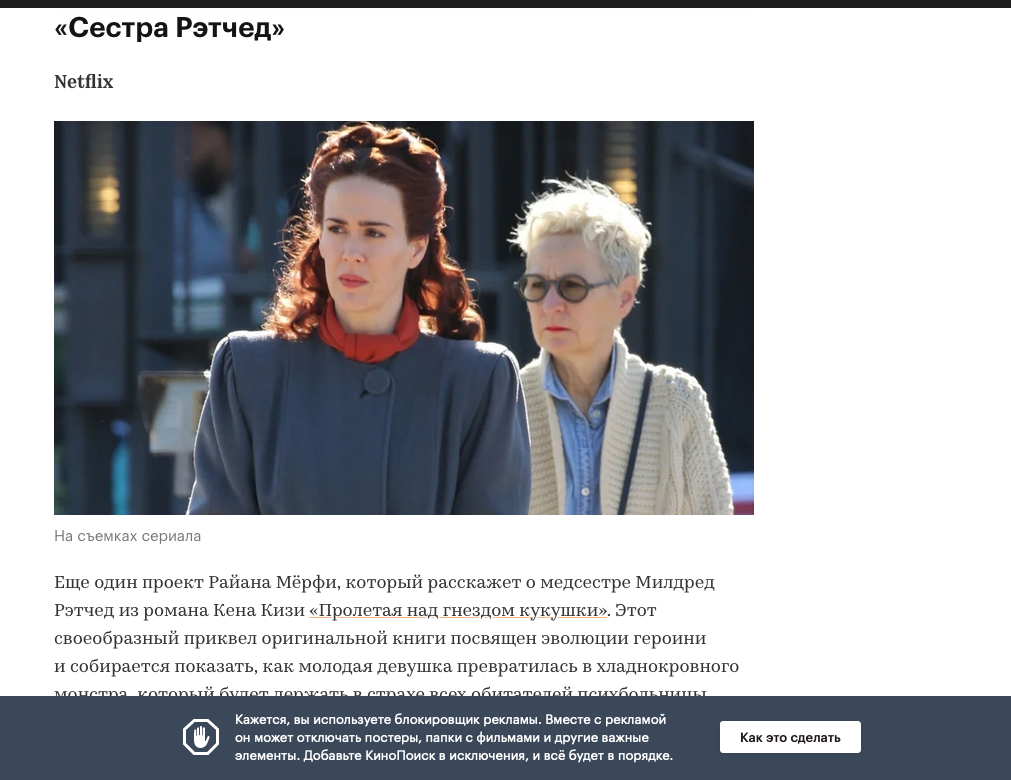 «Сестра Рэтчед»
Netflix
На съемках сериала
Еще один проект Райана Мёрфи, который расскажет о медсестре Милдред
Рэтчед из романа Кена Кизи «Пролетая над гнездом кукушки». Этот
своеобразный приквел оригинальной книги посвящен эволюции героини
и собирается показать, как молодая девушка превратилась в хладнокровного
монстра, который будет держать в страхе всех обитателей психбольницы.
Кажется, вы используете блокировщик рекламы. Вместе с рекламой
он может отключать постеры, папки с фильмами и другие важные
элементы. Добавьте КиноПоиск в исключения, и всё будет в порядке.
Как это сделать